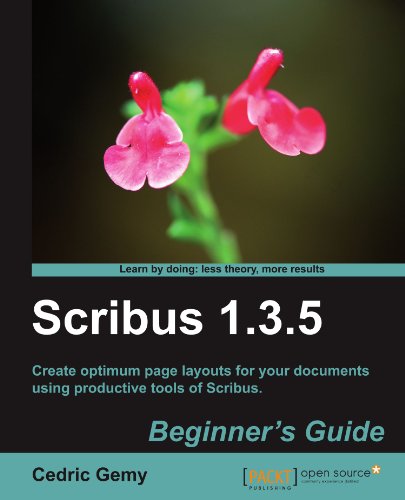 Learn by doing: less theory, more results
Scribus 1.3.5
Create optimum page layouts for your documents
using productive tools of Scribus.
Beginner's Guide
Cedric Gemy
[PACKT] open source*
PUBLISHING community experience distilled